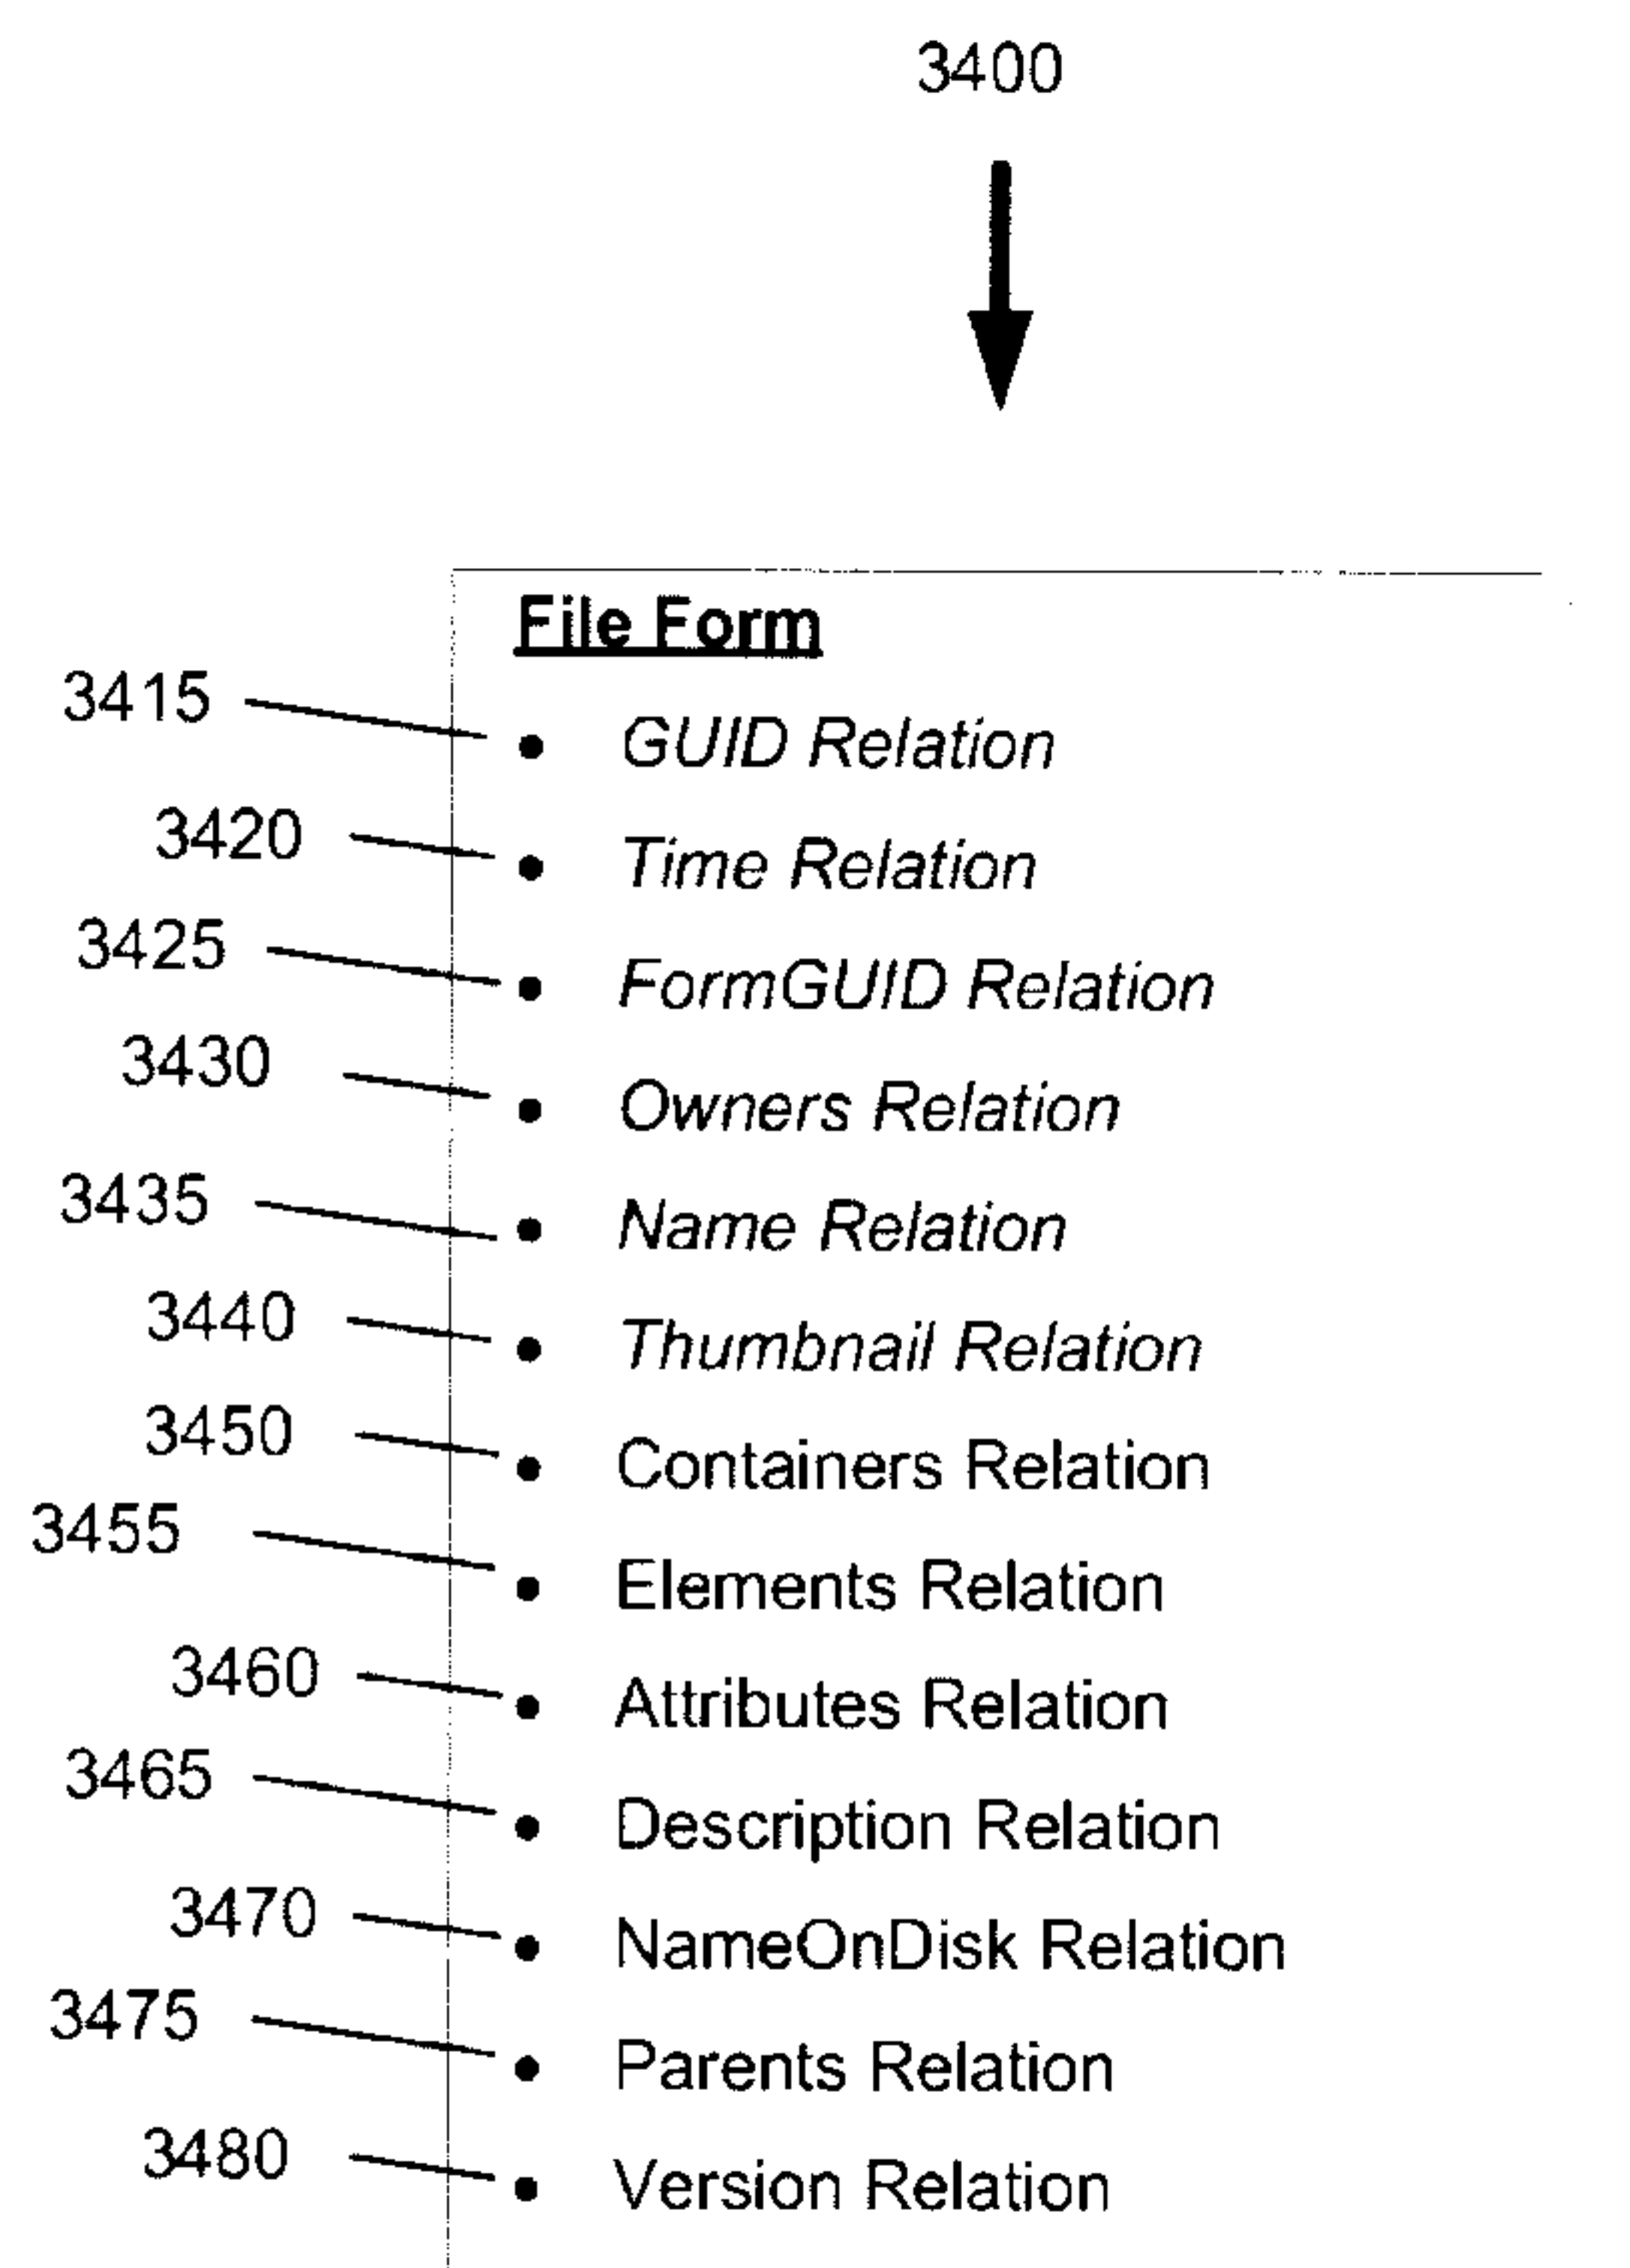 3400
File Form
3415 • GUID Relation
3420 • Time Relation
3425 • FormGUID Relation
3430 • Owners Relation
3435 • Name Relation
3440 • Thumbnail Relation
3450 • Containers Relation
3455 • Elements Relation
3460 • Attributes Relation
3465 • Description Relation
3470 • NameOnDisk Relation
3475 • Parents Relation
3480 • Version Relation